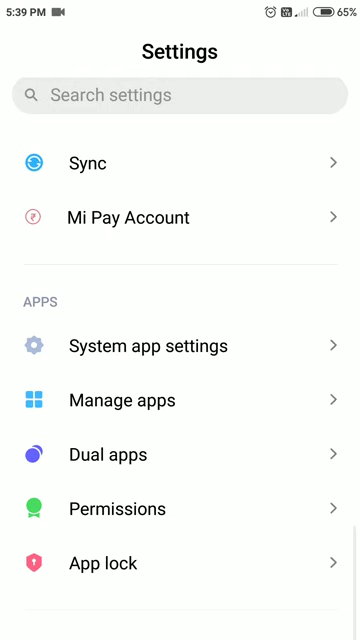 5:39 PM 65%
Settings
Search settings
Sync
Mi Pay Account
APPS
System app settings
Manage apps
Dual apps
Permissions
App lock